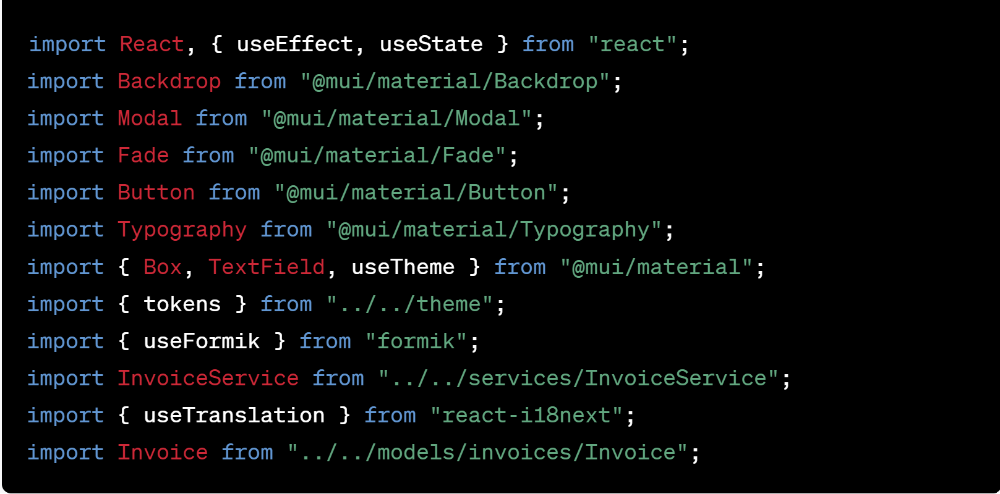 import React, { useEffect, useState } from "react";
import Backdrop from "@mui/material/Backdrop";
import Modal from "@mui/material/Modal";
import Fade from "@mui/material/Fade";
import Button from "@mui/material/Button";
import Typography from "@mui/material/Typography";
import { Box, TextField, useTheme } from "@mui/material";
import { tokens } from "../../theme";
import { useFormik } from "formik";
import InvoiceService from "../../services/InvoiceService";
import { useTranslation } from "react-i18next";
import Invoice from "../../models/invoices/Invoice";